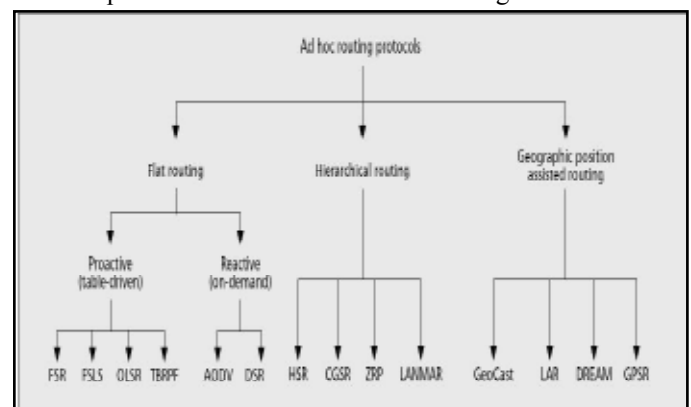 Ad hoc routing protocols
Flat routing
Hierarchical routing
Geographic position
assisted routing
Proactive
(table-driven)
Reactive
(on-demand)
FSR FSLS OLSR TBRPF AODV DSR HSR CGSR ZRP LANMAR GeoCast LAR DREAM GPSR